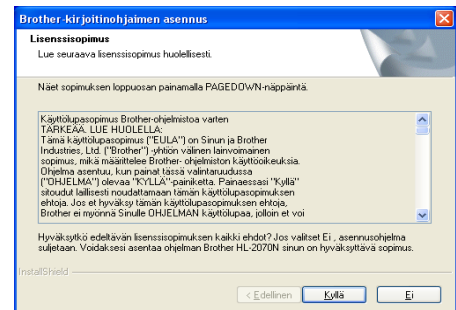 Brother-kirjoitinohjaimen asennus
Lisenssisopimus
Lue seuraava lisenssisopimus huolellisesti.
Näet sopimuksen loppuosan painamalla PAGEDOWN-näppäintä.
Käyttölupasopimus Brother-ohjelmistoa varten
TÄRKEÄÄ. LUE HUOLELLA:
Tämä käyttölupasopimus ("EULA") on Sinun ja Brother
Industries, Ltd. ("Brother") -yhtiön välinen lainvoimainen
sopimus, mikä määrittelee Brother- ohjelmiston käyttöoikeuksia.
Ohjelma asentuu, kun painat tässä valintaruudussa
("OHJELMA") olevaa "KYLLÄ"-painiketta. Painaessasi "Kyllä"
sitoudut laillisesti noudattamaan tämän käyttölupasopimuksen
ehtoja. Jos et hyväksy tämän käyttölupasopimuksen ehtoja,
Brother ei myönnä Sinulle OHJELMAN käyttölupaa, jolloin et voi
Hyväksytkö edeltävän lisenssisopimuksen kaikki ehdot? Jos valitset Ei , asennusohjelma
suljetaan. Voidaksesi asentaa ohjelman Brother HL-2070N sinun on hyväksyttävä sopimus.
InstallShield
< Edellinen Kyllä Ei